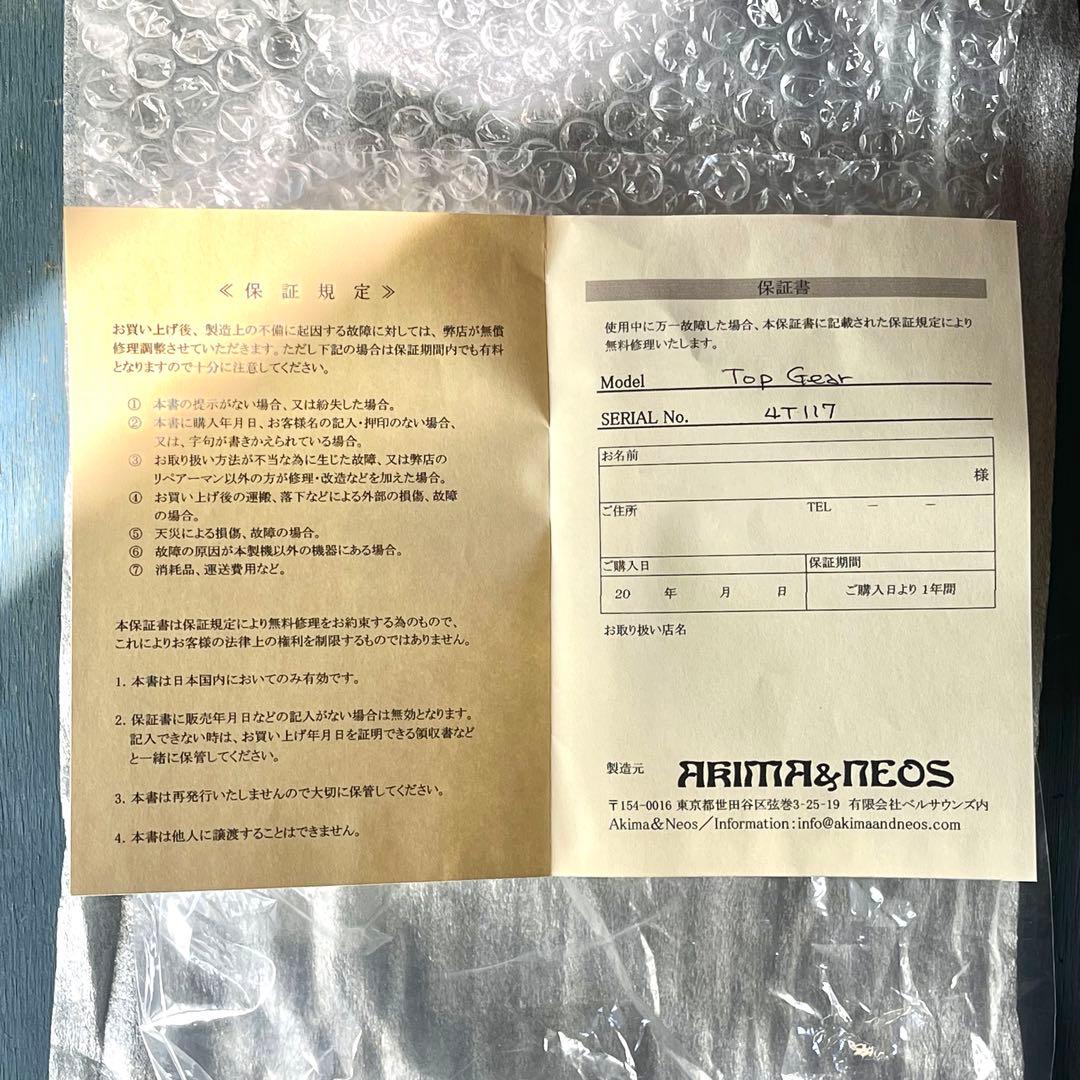 ≪保証規定≫
お買い上げ後、製造上の不備に起因する故障に対しては、弊店が無償
修理調整させていただきます。ただし下記の場合は保証期間内でも有料
となりますので十分に注意してください。
① 本書の提示がない場合、又は紛失した場合。
② 本書に購入年月日、お客様名の記入・押印のない場合、
又は、字句が書きかえられている場合。
③ お取り扱い方法が不当な為に生じた故障、又は弊店の
リペアーマン以外の方が修理・改造などを加えた場合。
④ お買い上げ後の運搬、落下などによる外部の損傷、故障
の場合。
⑤ 天災による損傷、故障の場合。
⑥ 故障の原因が本製機以外の機器にある場合。
⑦ 消耗品、運送費用など。
本保証書は保証規定により無料修理をお約束する為のもので、
これによりお客様の法律上の権利を制限するものではありません。
1. 本書は日本国内においてのみ有効です。
2. 保証書に販売年月日などの記入がない場合は無効となります。
記入できない時は、お買い上げ年月日を証明できる領収書など
と一緒に保管してください。
3. 本書は再発行いたしませんので大切に保管してください。
4. 本書は他人に譲渡することはできません。
保証書
使用中に万一故障した場合、本保証書に記載された保証規定により
無料修理いたします。
Model Top Gear
SERIAL No. 4T117
お名前
様
ご住所 TEL － －
ご購入日 保証期間
20 年 月 日 ご購入日より1年間
お取り扱い店名
製造元 AKIMA&NEOS
〒154-0016 東京都世田谷区弦巻3-25-19 有限会社ベルサウンズ内
Akima&Neos／Information:info@akimaandneos.com